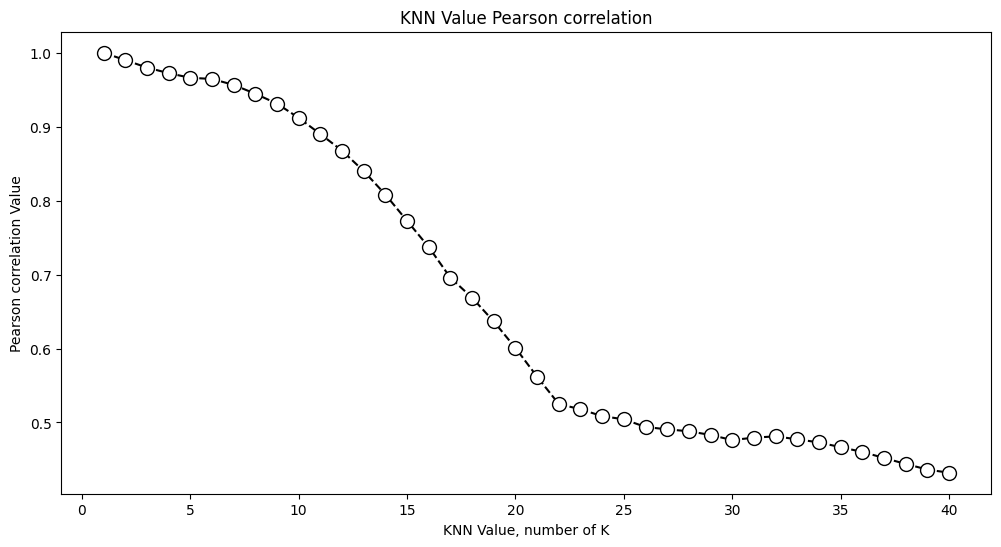 KNN Value Pearson correlation
Pearson correlation Value
1.0
0.9
0.8
0.7
0.6
0.5
0 5 10 15 20 25 30 35 40
KNN Value, number of K